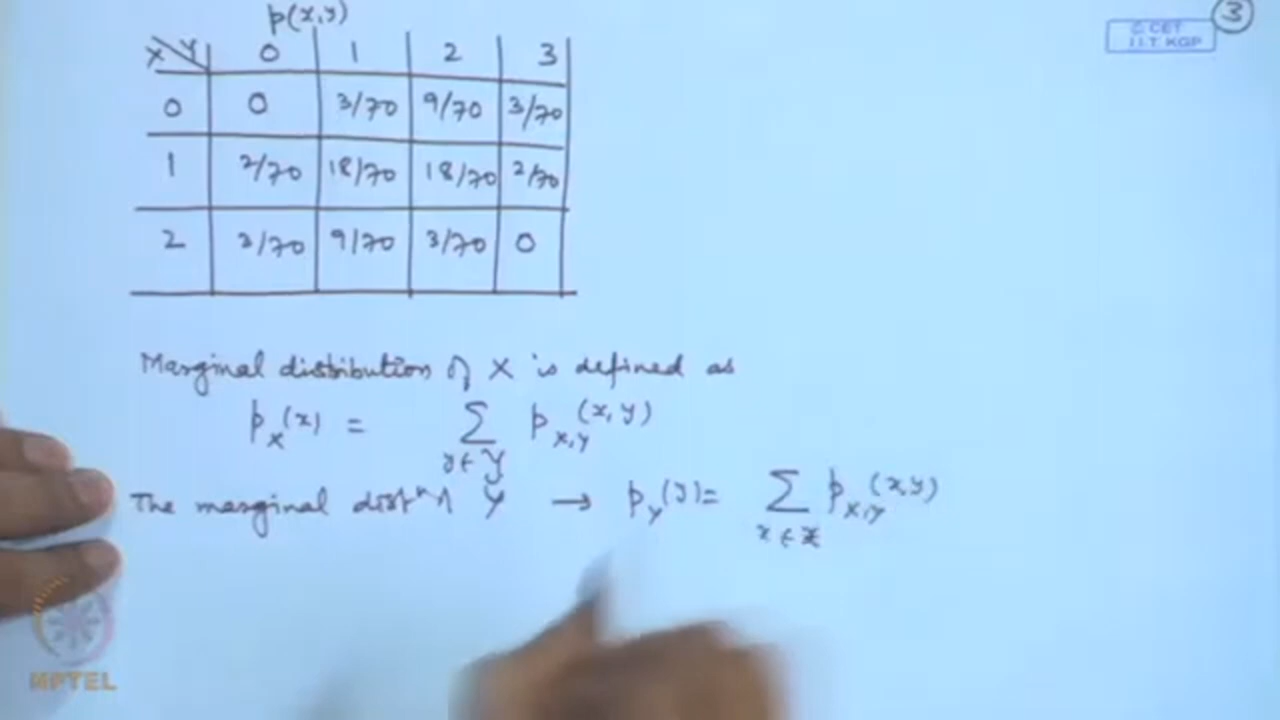 p(x,y)
③
C CET
I.I.T. KGP
X Y 0 1 2 3
0 0 3/70 9/70 3/70
1 2/70 18/70 18/70 2/70
2 3/70 9/70 3/70 0
Marginal distribution of X is defined as
p_X(x) = Σ_{y∈Y} p_{X,Y}(x,y)
The marginal distⁿ of Y → p_Y(y) = Σ_{x∈X} p_{X,Y}(x,y)
NPTEL